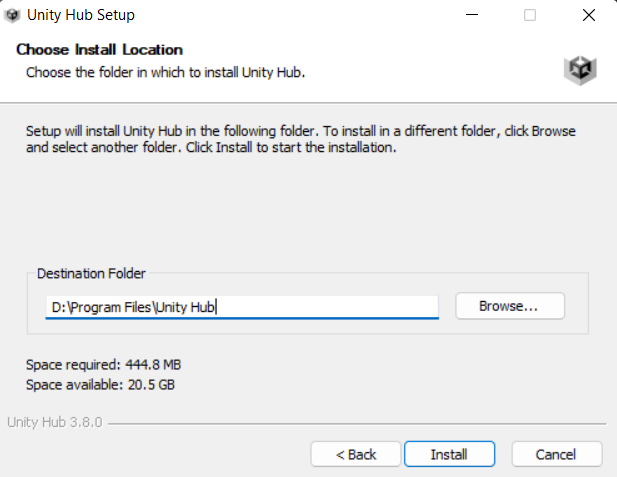 Unity Hub Setup
Choose Install Location
Choose the folder in which to install Unity Hub.
Setup will install Unity Hub in the following folder. To install in a different folder, click Browse
and select another folder. Click Install to start the installation.
Destination Folder
D:\Program Files\Unity Hub
Browse...
Space required: 444.8 MB
Space available: 20.5 GB
Unity Hub 3.8.0
< Back
Install
Cancel